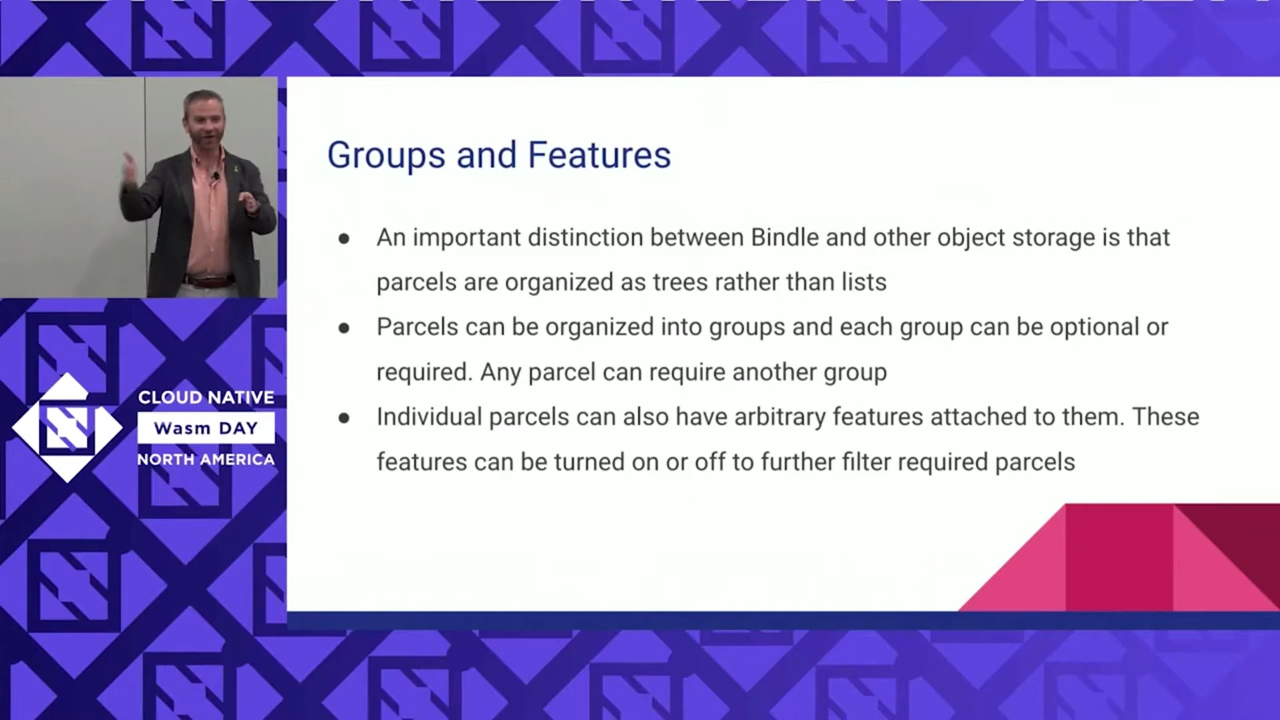 Groups and Features
● An important distinction between Bindle and other object storage is that
parcels are organized as trees rather than lists
● Parcels can be organized into groups and each group can be optional or
required. Any parcel can require another group
● Individual parcels can also have arbitrary features attached to them. These
features can be turned on or off to further filter required parcels
CLOUD NATIVE
Wasm DAY
NORTH AMERICA